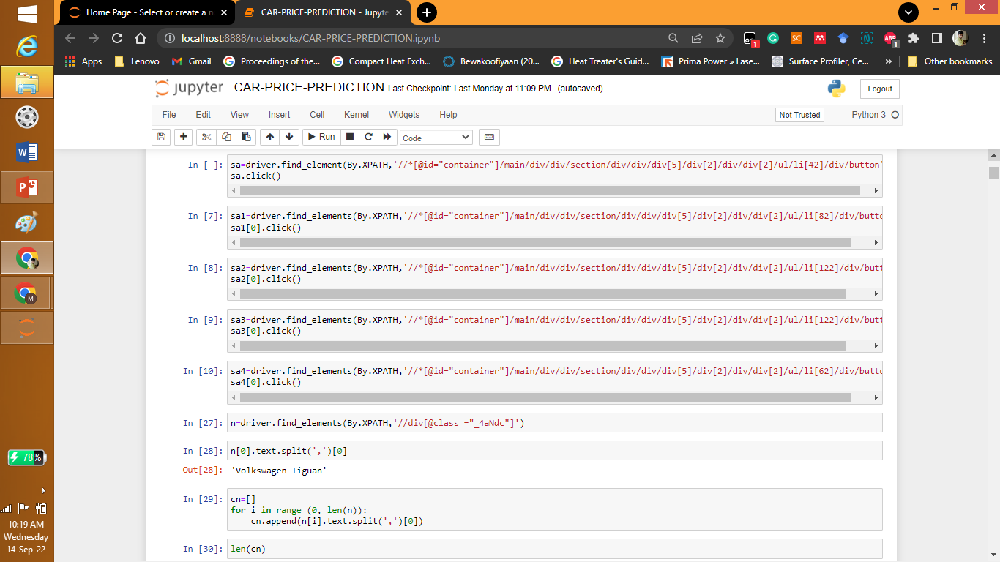 Home Page - Select or create a n
CAR-PRICE-PREDICTION - Jupyte
localhost:8888/notebooks/CAR-PRICE-PREDICTION.ipynb
SC
ABP
1
1
Apps
Lenovo
Gmail
Proceedings of the...
Compact Heat Exch...
Bewakoofiyaan (20...
Heat Treater's Guid...
Prima Power » Lase...
Surface Profiler, Ce...
»
Other bookmarks
jupyter CAR-PRICE-PREDICTION Last Checkpoint: Last Monday at 11:09 PM (autosaved)
Logout
File Edit View Insert Cell Kernel Widgets Help
Not Trusted
Python 3
Run
Code
In [ ]: sa=driver.find_element(By.XPATH,'//*[@id="container"]/main/div/div/section/div/div/div[5]/div[2]/div/div[2]/ul/li[42]/div/button'
sa.click()
In [7]: sa1=driver.find_elements(By.XPATH,'//*[@id="container"]/main/div/div/section/div/div/div[5]/div[2]/div/div[2]/ul/li[82]/div/butto
sa1[0].click()
In [8]: sa2=driver.find_elements(By.XPATH,'//*[@id="container"]/main/div/div/section/div/div/div[5]/div[2]/div/div[2]/ul/li[122]/div/butt
sa2[0].click()
In [9]: sa3=driver.find_elements(By.XPATH,'//*[@id="container"]/main/div/div/section/div/div/div[5]/div[2]/div/div[2]/ul/li[122]/div/butt
sa3[0].click()
In [10]: sa4=driver.find_elements(By.XPATH,'//*[@id="container"]/main/div/div/section/div/div/div[5]/div[2]/div/div[2]/ul/li[62]/div/butto
sa4[0].click()
In [27]: n=driver.find_elements(By.XPATH,'//div[@class ="_4aNdc"]')
In [28]: n[0].text.split(',')[0]
Out[28]: 'Volkswagen Tiguan'
In [29]: cn=[]
for i in range (0, len(n)):
cn.append(n[i].text.split(',')[0])
In [30]: len(cn)
M
78%
10:19 AM
Wednesday
14-Sep-22